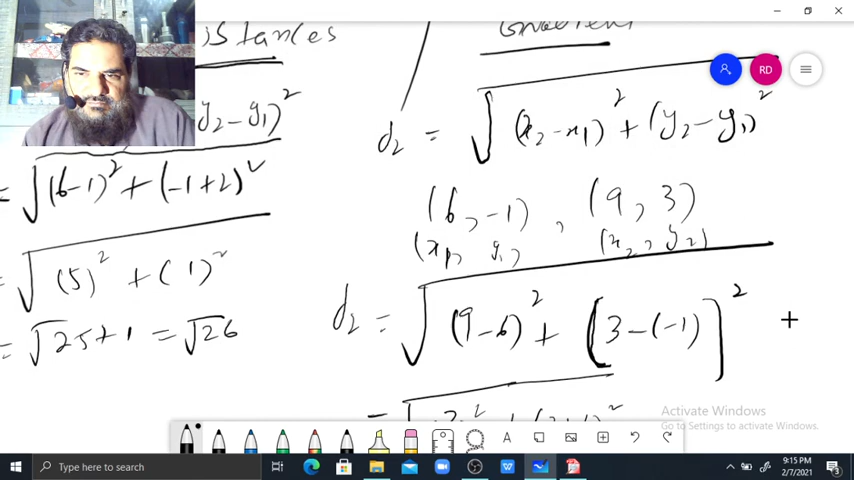 istances
Gradient
y₂ - y₁)²
d₂ = √(x₂ - x₁)² + (y₂ - y₁)²
= √(6-1)² + (-1+2)²
(6, -1) , (9, 3)
(x₁, y₁) (x₂, y₂)
= √(5)² + (1)²
d₂ = √(9-6)² + [3-(-1)]²
= √25+1 = √26
RD
A
Activate Windows
Go to Settings to activate Windows.
Type here to search
9:15 PM
2/7/2021
3